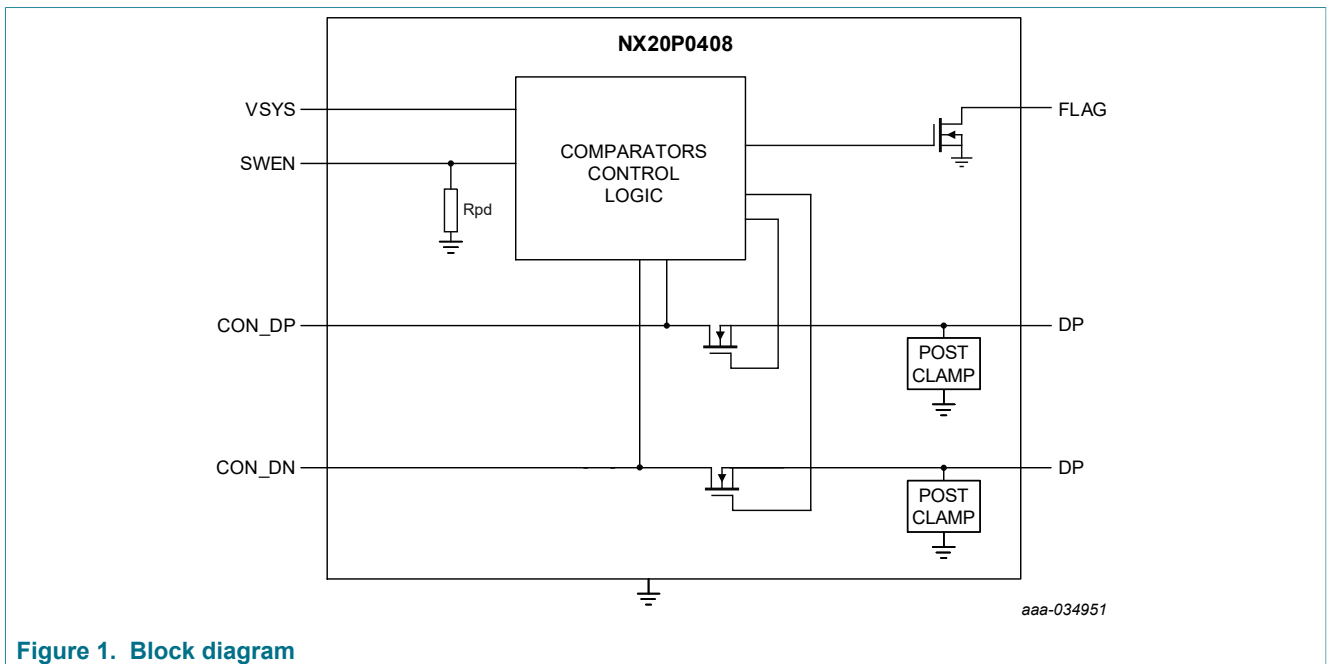 NX20P0408
VSYS
FLAG
SWEN
COMPARATORS
CONTROL
LOGIC
Rpd
CON_DP
DP
POST
CLAMP
CON_DN
DP
POST
CLAMP
aaa-034951
Figure 1. Block diagram